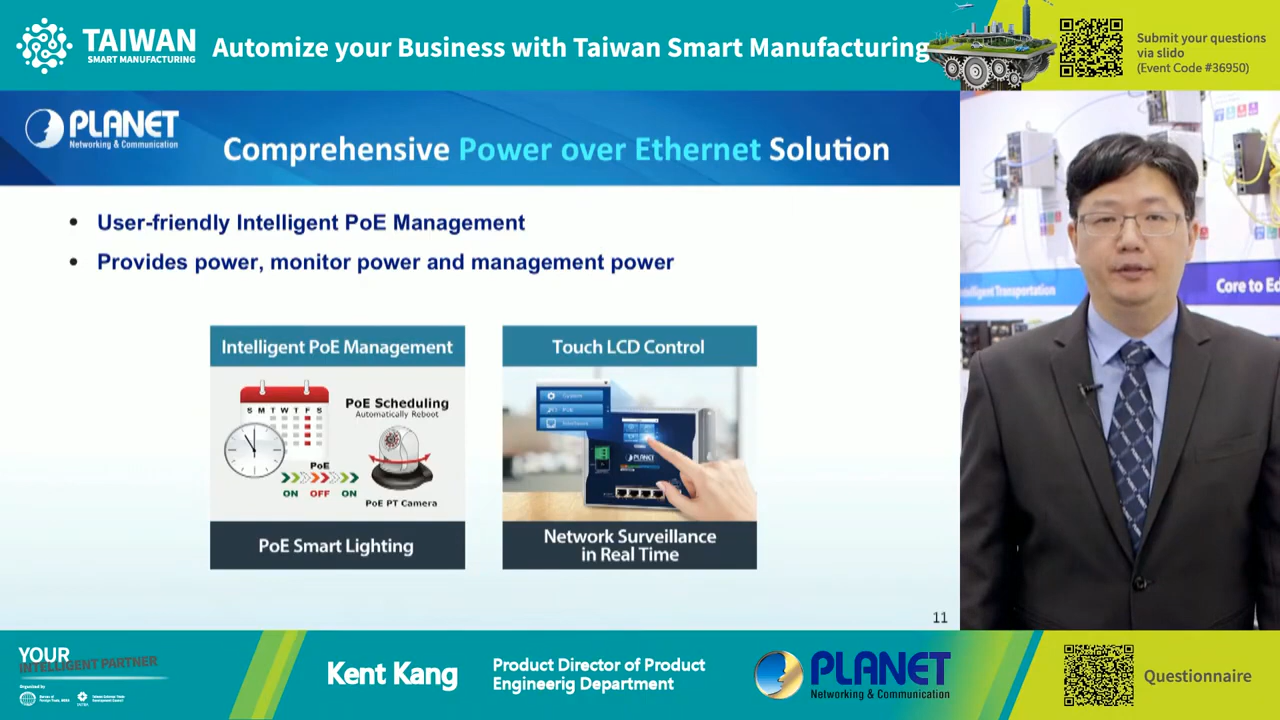 TAIWAN
SMART MANUFACTURING
Automize your Business with Taiwan Smart Manufacturing
Submit your questions
via slido
(Event Code #36950)
PLANET
Networking & Communication
Comprehensive Power over Ethernet Solution
• User-friendly Intelligent PoE Management
• Provides power, monitor power and management power
Intelligent PoE Management
S M T W T F S
PoE Scheduling
Automatically Reboot
PoE
ON OFF ON
PoE PT Camera
PoE Smart Lighting
Touch LCD Control
PLANET
Network Surveillance
in Real Time
11
Intelligent Transportation
Core to Ed
YOUR
INTELLIGENT PARTNER
Organized by
Kent Kang
Product Director of Product
Engineerig Department
PLANET
Networking & Communication
Questionnaire